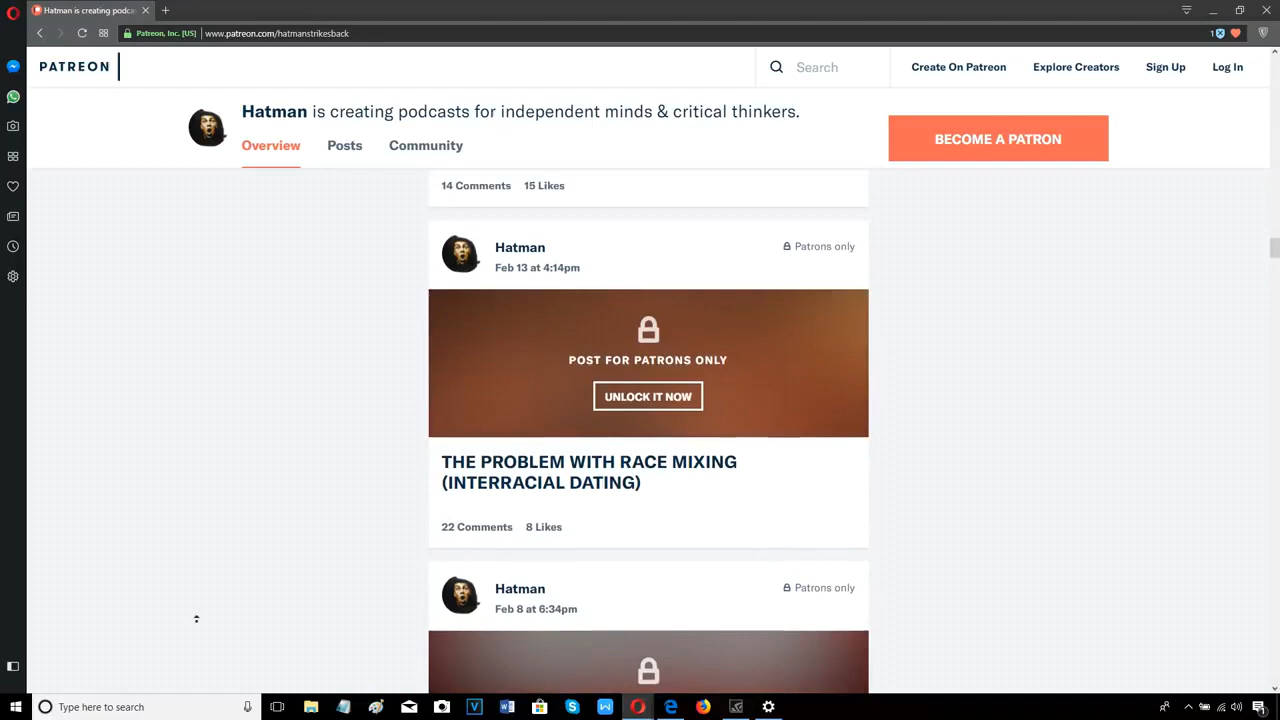 Hatman is creating podca
Patreon, Inc. [US]
www.patreon.com/hatmanstrikesback
1
PATREON
Search
Create On Patreon
Explore Creators
Sign Up
Log In
Hatman is creating podcasts for independent minds & critical thinkers.
Overview
Posts
Community
BECOME A PATRON
14 Comments 15 Likes
Hatman
Patrons only
Feb 13 at 4:14pm
POST FOR PATRONS ONLY
UNLOCK IT NOW
THE PROBLEM WITH RACE MIXING
(INTERRACIAL DATING)
22 Comments 8 Likes
Hatman
Patrons only
Feb 8 at 6:34pm
Type here to search